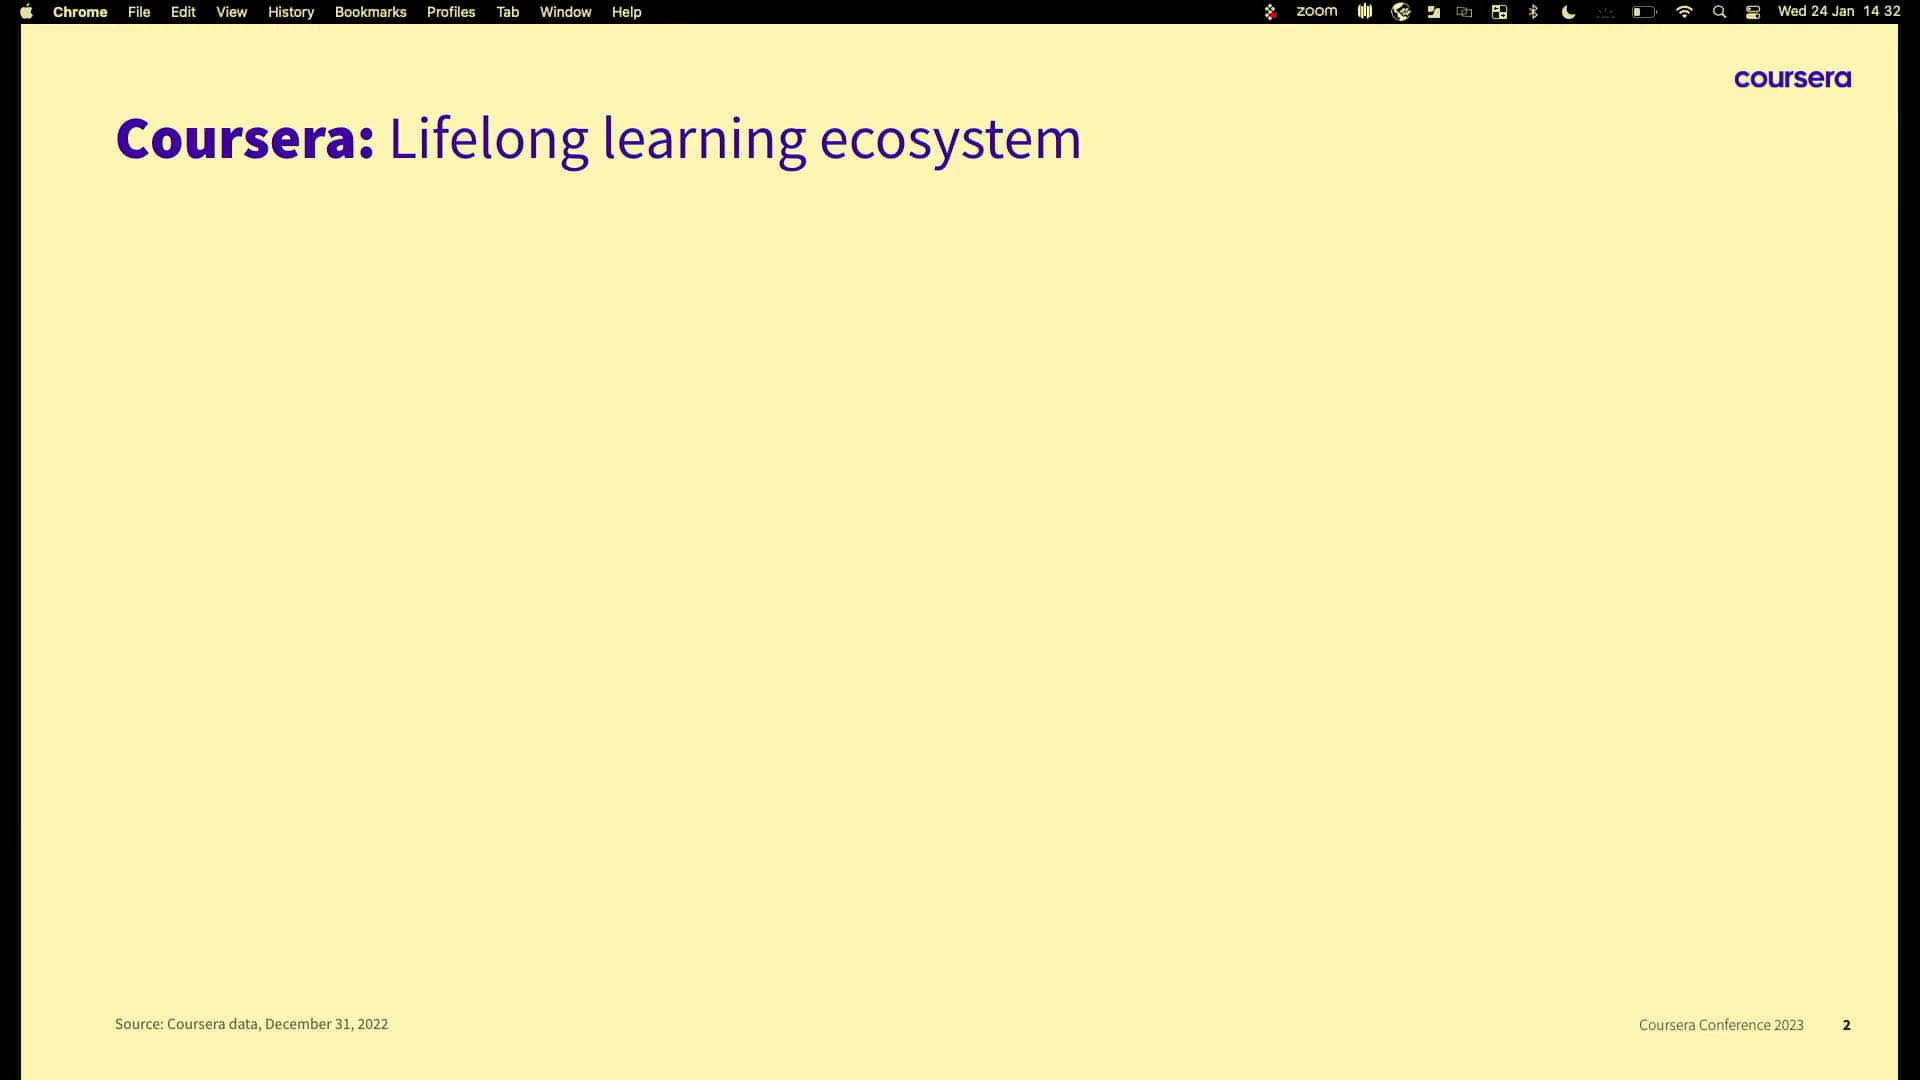 Chrome File Edit View History Bookmarks Profiles Tab Window Help zoom Wed 24 Jan 14 32
coursera
Coursera: Lifelong learning ecosystem
Source: Coursera data, December 31, 2022
Coursera Conference 2023 2